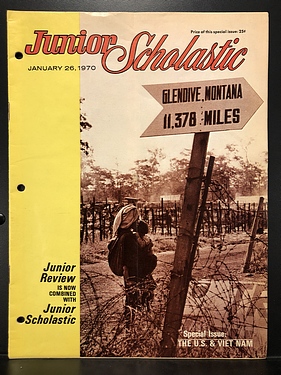 Price of this special issue: 25¢
Junior Scholastic
JANUARY 26, 1970
GLENDIVE, MONTANA
11,378 MILES
Junior
Review
IS NOW
COMBINED
WITH
Junior
Scholastic
Special Issue:
THE U.S. & VIET NAM